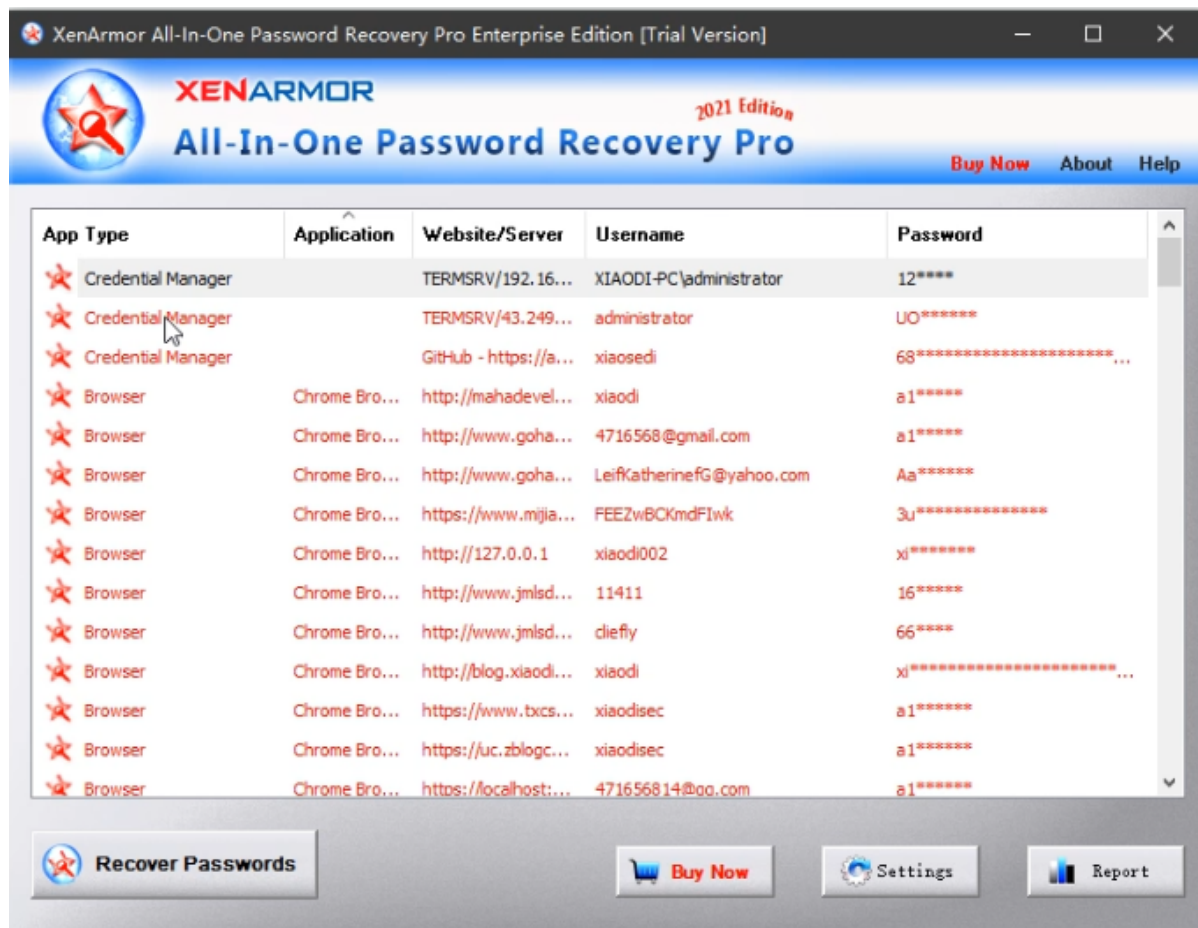 XenArmor All-In-One Password Recovery Pro Enterprise Edition [Trial Version]
XENARMOR
2021 Edition
All-In-One Password Recovery Pro
Buy Now About Help
App Type Application Website/Server Username Password
Credential Manager TERMSRV/192.16... XIAODI-PC\administrator 12****
Credential Manager TERMSRV/43.249... administrator UO******
Credential Manager GitHub - https://a... xiaosedi 68**********************...
Browser Chrome Bro... http://mahadevel... xiaodi a1*****
Browser Chrome Bro... http://www.goha... 4716568@gmail.com a1*****
Browser Chrome Bro... http://www.goha... LeifKatherinefG@yahoo.com Aa******
Browser Chrome Bro... https://www.mijia... FEEZwBCKmdFIwk 3u**************
Browser Chrome Bro... http://127.0.0.1 xiaodi002 xi*******
Browser Chrome Bro... http://www.jmlsd... 11411 16*****
Browser Chrome Bro... http://www.jmlsd... diefly 66****
Browser Chrome Bro... http://blog.xiaodi... xiaodi xi***********************...
Browser Chrome Bro... https://www.txcs... xiaodisec a1******
Browser Chrome Bro... https://uc.zblogc... xiaodisec a1******
Browser Chrome Bro... https://localhost:... 471656814@qq.com a1******
Recover Passwords Buy Now Settings Report